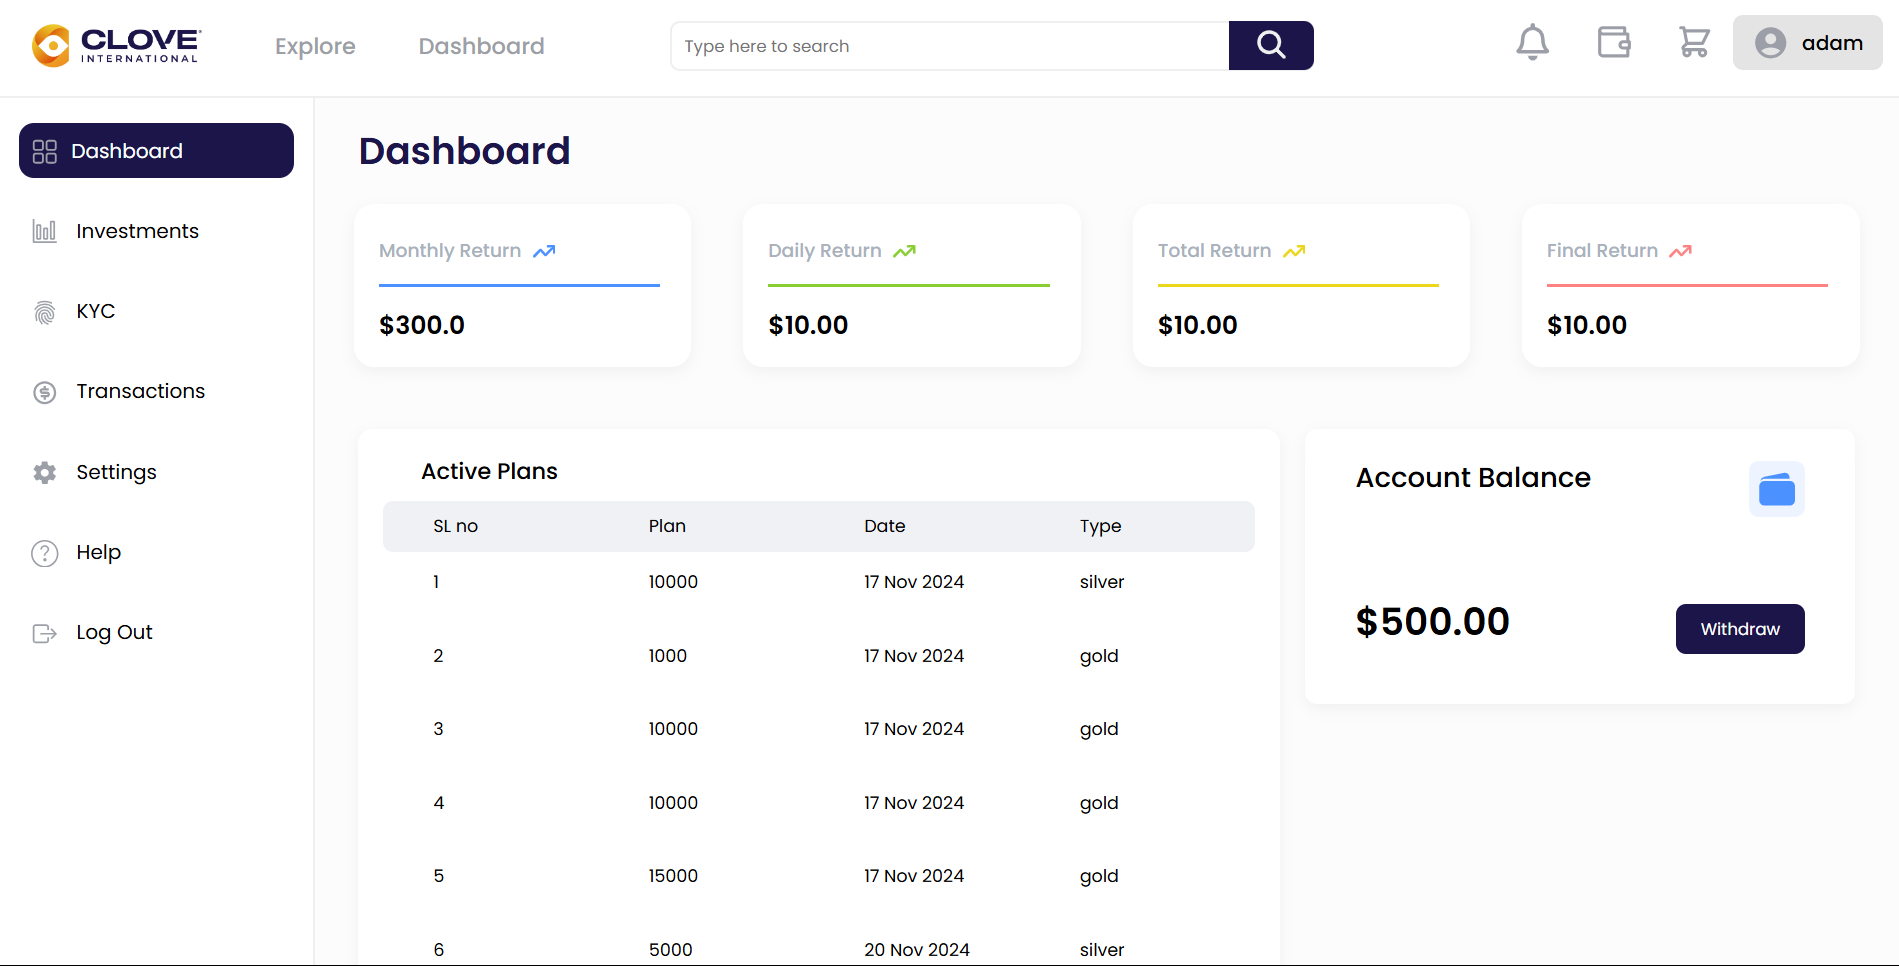 CLOVE
INTERNATIONAL
Explore
Dashboard
Type here to search
adam
Dashboard
Investments
KYC
Transactions
Settings
Help
Log Out
Dashboard
Monthly Return
$300.0
Daily Return
$10.00
Total Return
$10.00
Final Return
$10.00
Active Plans
SL no Plan Date Type
1 10000 17 Nov 2024 silver
2 1000 17 Nov 2024 gold
3 10000 17 Nov 2024 gold
4 10000 17 Nov 2024 gold
5 15000 17 Nov 2024 gold
6 5000 20 Nov 2024 silver
Account Balance
$500.00
Withdraw